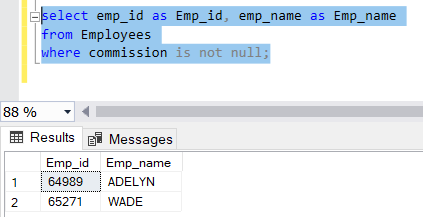 select emp_id as Emp_id, emp_name as Emp_name
from Employees
where commission is not null;
88 %
Results Messages
Emp_id Emp_name
1 64989 ADELYN
2 65271 WADE